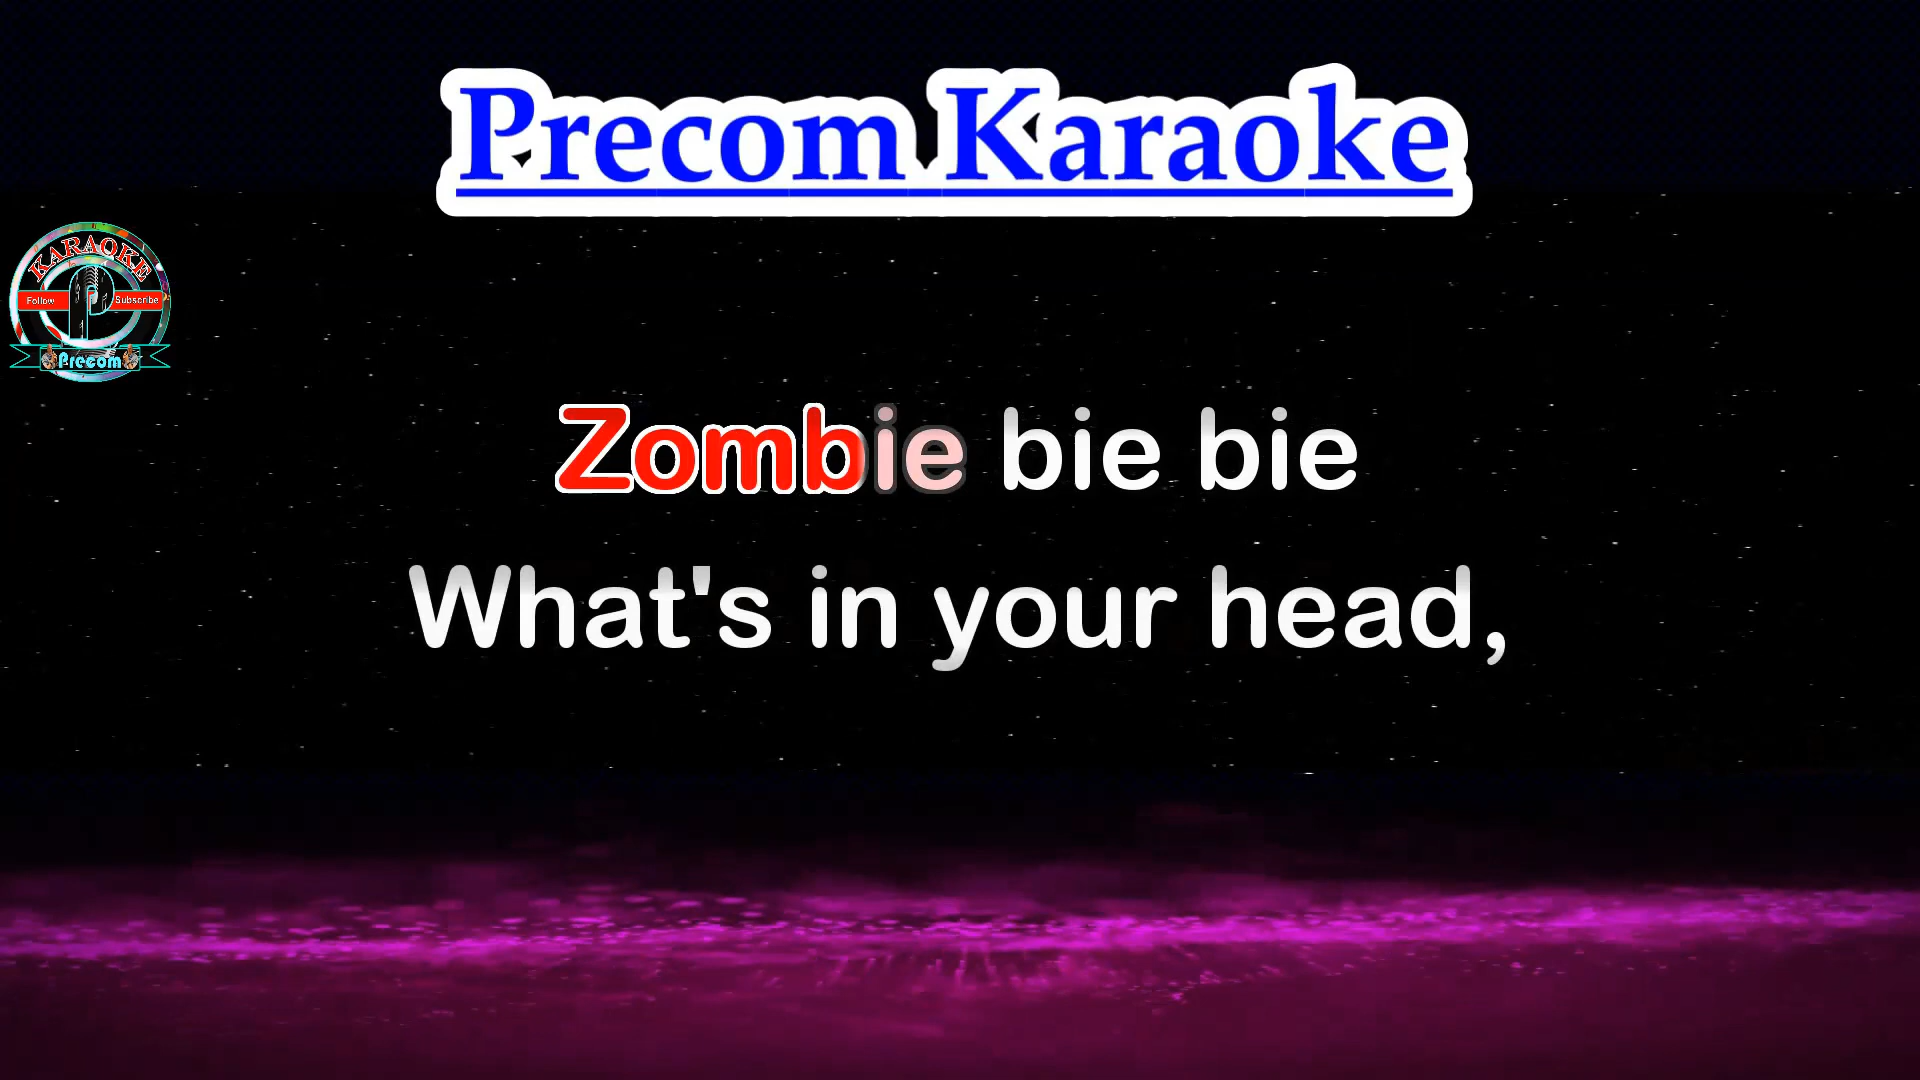 Precom Karaoke
KARAOKE
Follow
Subscribe
Precom
Zombie bie bie
What's in your head,